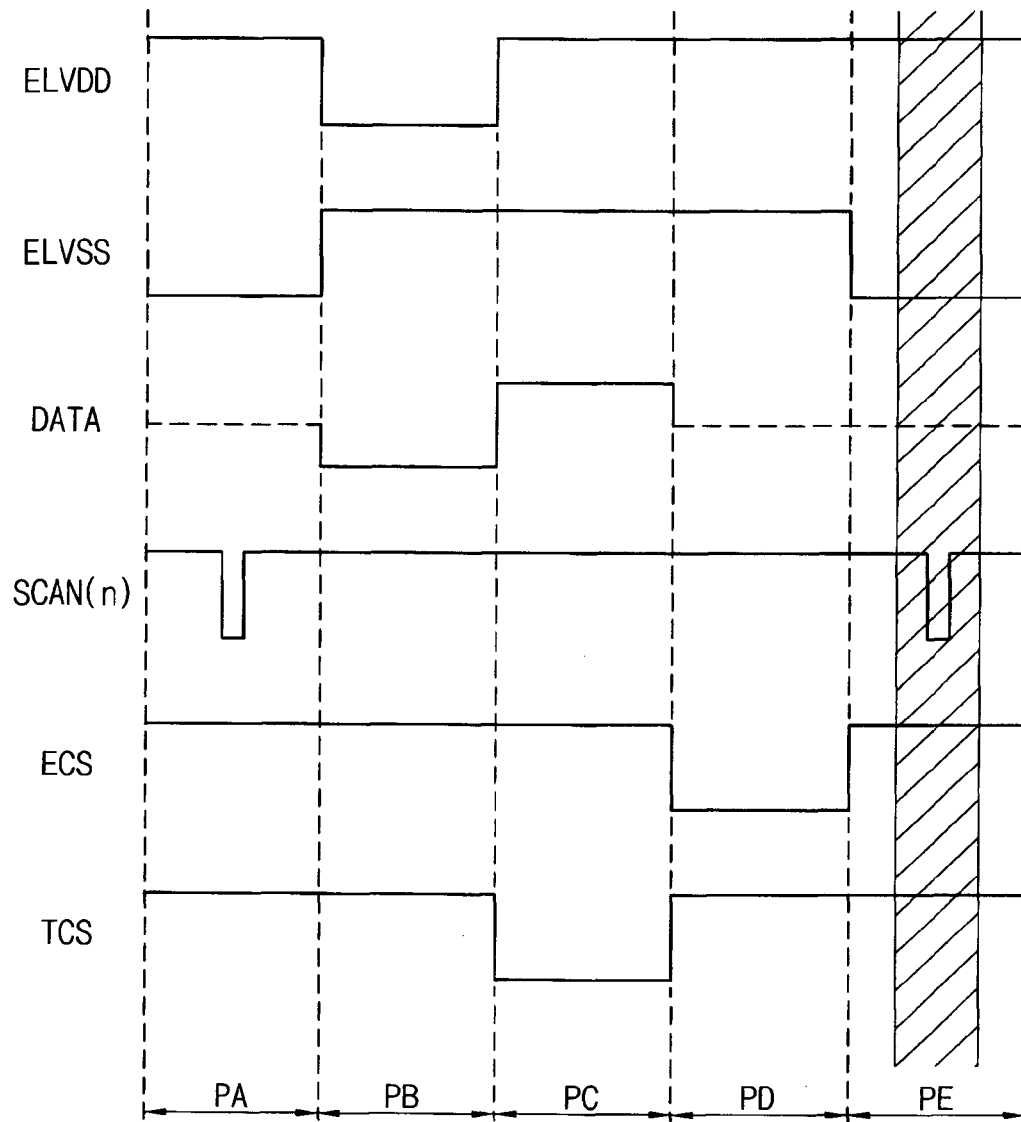 ELVDD
ELVSS
DATA
SCAN(n)
ECS
TCS
PA PB PC PD PE